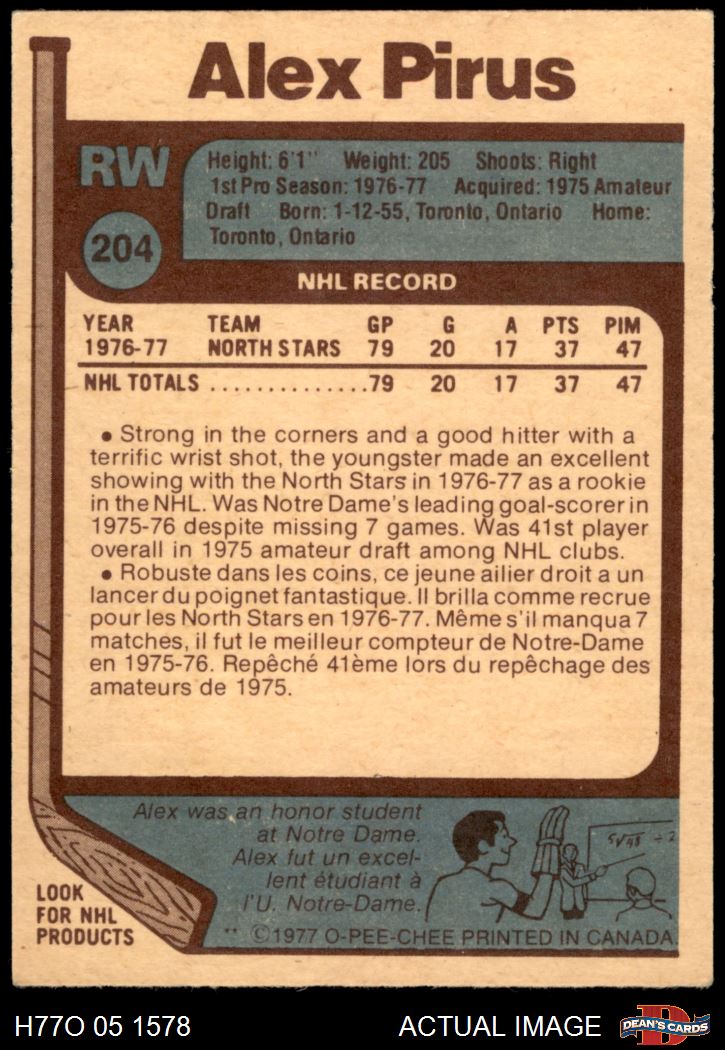 Alex Pirus
RW
Height: 6'1" Weight: 205 Shoots: Right
1st Pro Season: 1976-77 Acquired: 1975 Amateur
Draft Born: 1-12-55, Toronto, Ontario Home:
Toronto, Ontario
204
NHL RECORD
YEAR TEAM GP G A PTS PIM
1976-77 NORTH STARS 79 20 17 37 47
NHL TOTALS ..............79 20 17 37 47
• Strong in the corners and a good hitter with a
terrific wrist shot, the youngster made an excellent
showing with the North Stars in 1976-77 as a rookie
in the NHL. Was Notre Dame's leading goal-scorer in
1975-76 despite missing 7 games. Was 41st player
overall in 1975 amateur draft among NHL clubs.
• Robuste dans les coins, ce jeune ailier droit a un
lancer du poignet fantastique. Il brilla comme recrue
pour les North Stars en 1976-77. Même s'il manqua 7
matches, il fut le meilleur compteur de Notre-Dame
en 1975-76. Repêché 41ème lors du repêchage des
amateurs de 1975.
Alex was an honor student
at Notre Dame.
Alex fut un excel-
lent étudiant à
l'U. Notre-Dame.
LOOK
FOR NHL
PRODUCTS
** ©1977 O-PEE-CHEE PRINTED IN CANADA
H77O 05 1578 ACTUAL IMAGE
DEAN'S CARDS